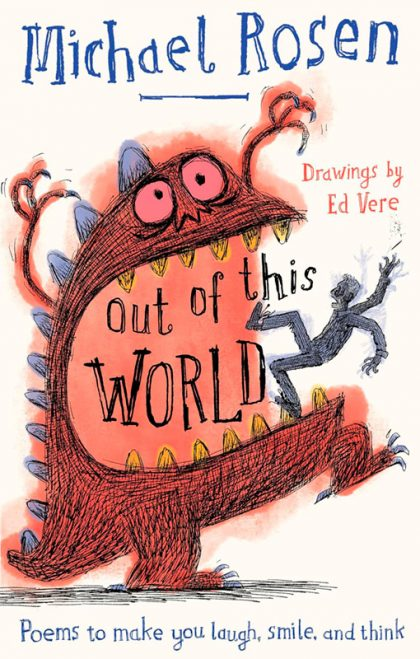 Michael Rosen
Drawings by
Ed Vere
out of this
WORLD
Poems to make you laugh, smile, and think